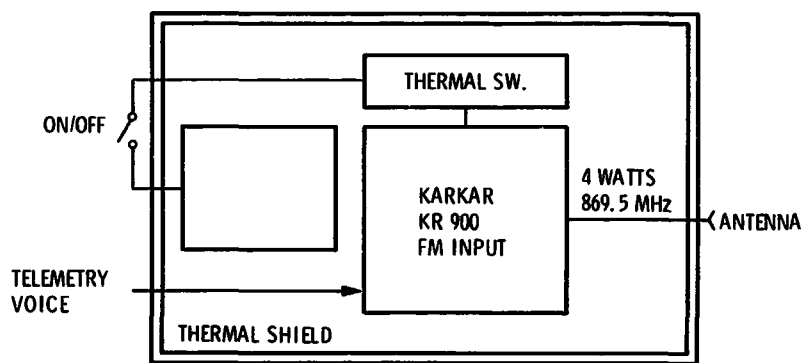 THERMAL SW.
ON/OFF
KARKAR
KR 900
FM INPUT
4 WATTS
869.5 MHz
ANTENNA
TELEMETRY
VOICE
THERMAL SHIELD